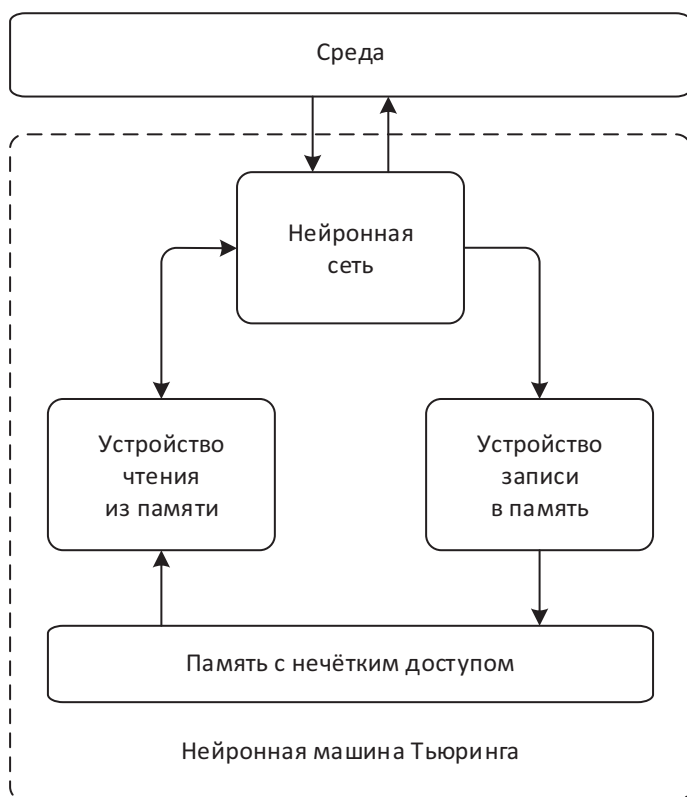 Среда
Нейронная
сеть
Устройство
чтения
из памяти
Устройство
записи
в память
Память с нечётким доступом
Нейронная машина Тьюринга